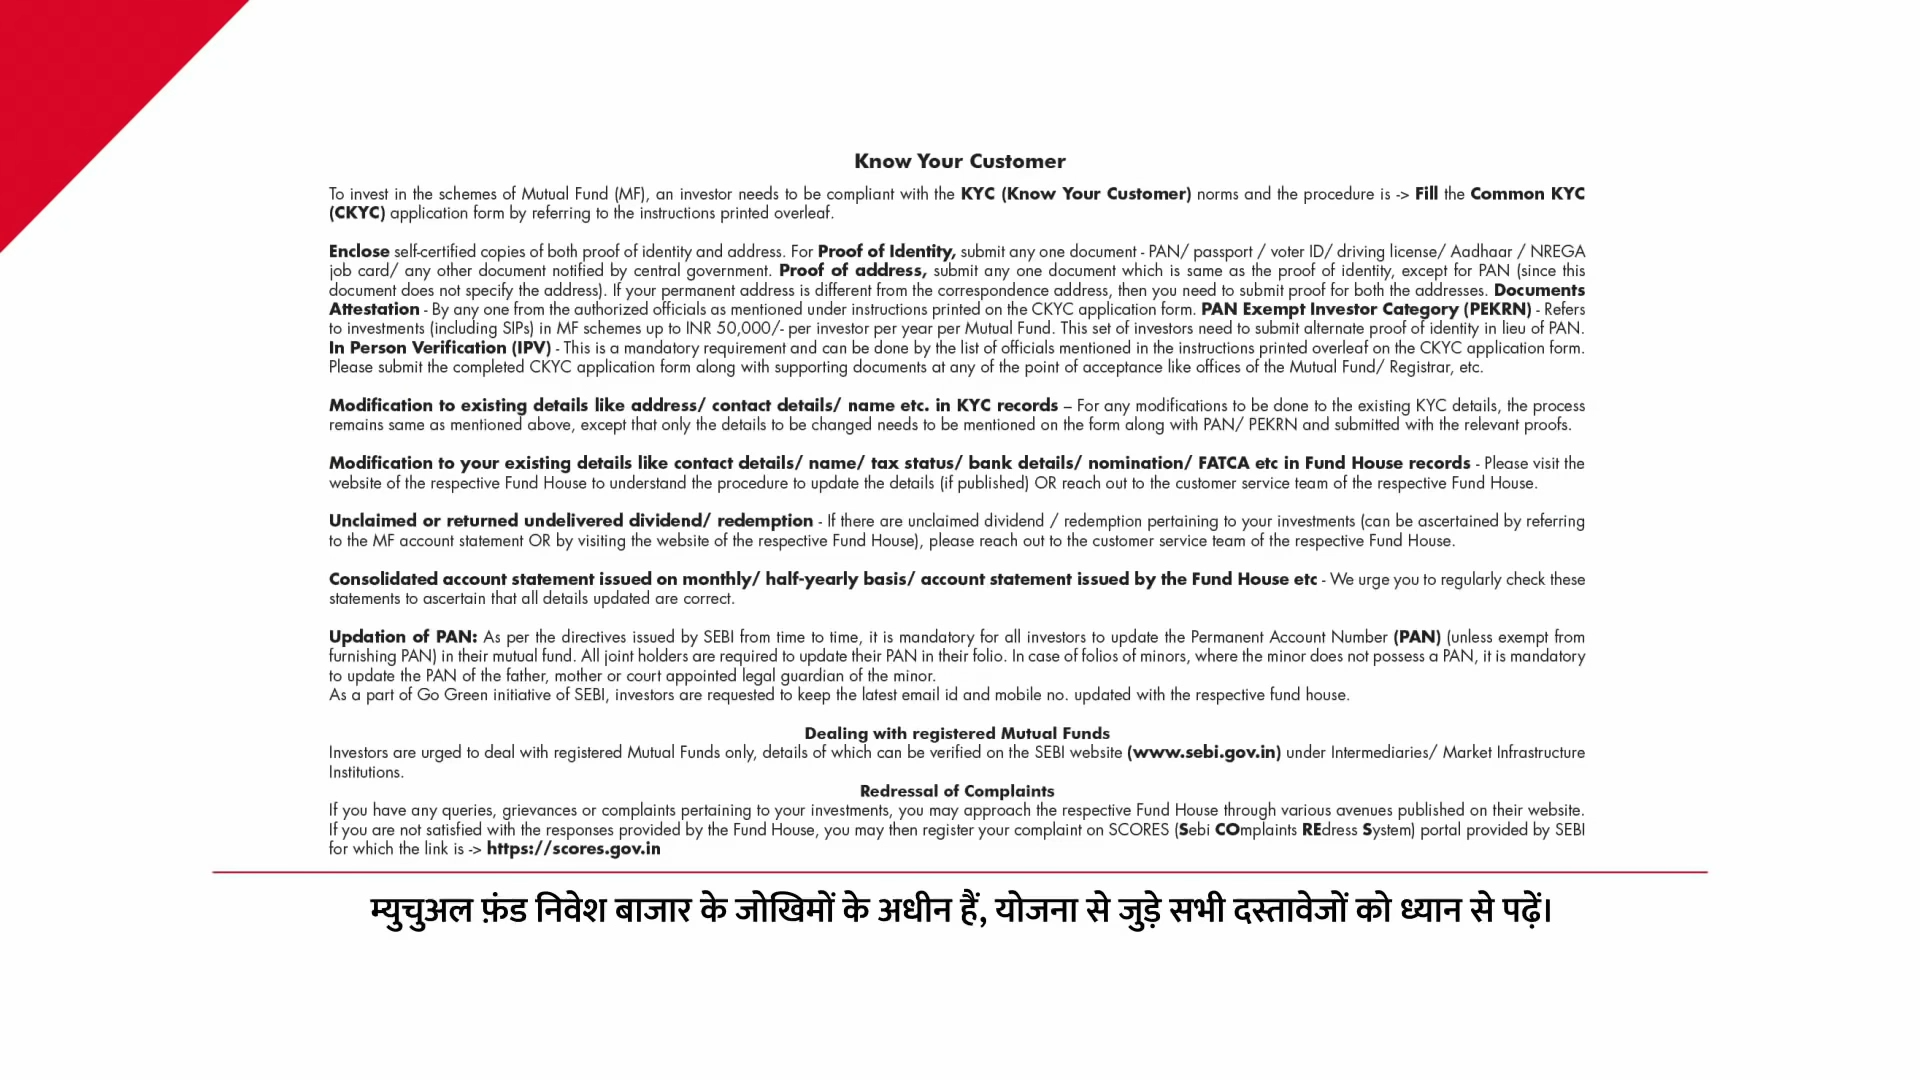 Know Your Customer
To invest in the schemes of Mutual Fund (MF), an investor needs to be compliant with the KYC (Know Your Customer) norms and the procedure is -> Fill the Common KYC
(CKYC) application form by referring to the instructions printed overleaf.
Enclose self-certified copies of both proof of identity and address. For Proof of Identity, submit any one document - PAN/ passport / voter ID/ driving license/ Aadhaar / NREGA
job card/ any other document notified by central government. Proof of address, submit any one document which is same as the proof of identity, except for PAN (since this
document does not specify the address). If your permanent address is different from the correspondence address, then you need to submit proof for both the addresses. Documents
Attestation - By any one from the authorized officials as mentioned under instructions printed on the CKYC application form. PAN Exempt Investor Category (PEKRN) - Refers
to investments (including SIPs) in MF schemes up to INR 50,000/- per investor per year per Mutual Fund. This set of investors need to submit alternate proof of identity in lieu of PAN.
In Person Verification (IPV) - This is a mandatory requirement and can be done by the list of officials mentioned in the instructions printed overleaf on the CKYC application form.
Please submit the completed CKYC application form along with supporting documents at any of the point of acceptance like offices of the Mutual Fund/ Registrar, etc.
Modification to existing details like address/ contact details/ name etc. in KYC records – For any modifications to be done to the existing KYC details, the process
remains same as mentioned above, except that only the details to be changed needs to be mentioned on the form along with PAN/ PEKRN and submitted with the relevant proofs.
Modification to your existing details like contact details/ name/ tax status/ bank details/ nomination/ FATCA etc in Fund House records - Please visit the
website of the respective Fund House to understand the procedure to update the details (if published) OR reach out to the customer service team of the respective Fund House.
Unclaimed or returned undelivered dividend/ redemption - If there are unclaimed dividend / redemption pertaining to your investments (can be ascertained by referring
to the MF account statement OR by visiting the website of the respective Fund House), please reach out to the customer service team of the respective Fund House.
Consolidated account statement issued on monthly/ half-yearly basis/ account statement issued by the Fund House etc - We urge you to regularly check these
statements to ascertain that all details updated are correct.
Updation of PAN: As per the directives issued by SEBI from time to time, it is mandatory for all investors to update the Permanent Account Number (PAN) (unless exempt from
furnishing PAN) in their mutual fund. All joint holders are required to update their PAN in their folio. In case of folios of minors, where the minor does not possess a PAN, it is mandatory
to update the PAN of the father, mother or court appointed legal guardian of the minor.
As a part of Go Green initiative of SEBI, investors are requested to keep the latest email id and mobile no. updated with the respective fund house.
Dealing with registered Mutual Funds
Investors are urged to deal with registered Mutual Funds only, details of which can be verified on the SEBI website (www.sebi.gov.in) under Intermediaries/ Market Infrastructure
Institutions.
Redressal of Complaints
If you have any queries, grievances or complaints pertaining to your investments, you may approach the respective Fund House through various avenues published on their website.
If you are not satisfied with the responses provided by the Fund House, you may then register your complaint on SCORES (Sebi COmplaints REdress System) portal provided by SEBI
for which the link is -> https://scores.gov.in
म्युचुअल फ़ंड निवेश बाजार के जोखिमों के अधीन हैं, योजना से जुड़े सभी दस्तावेजों को ध्यान से पढ़ें।